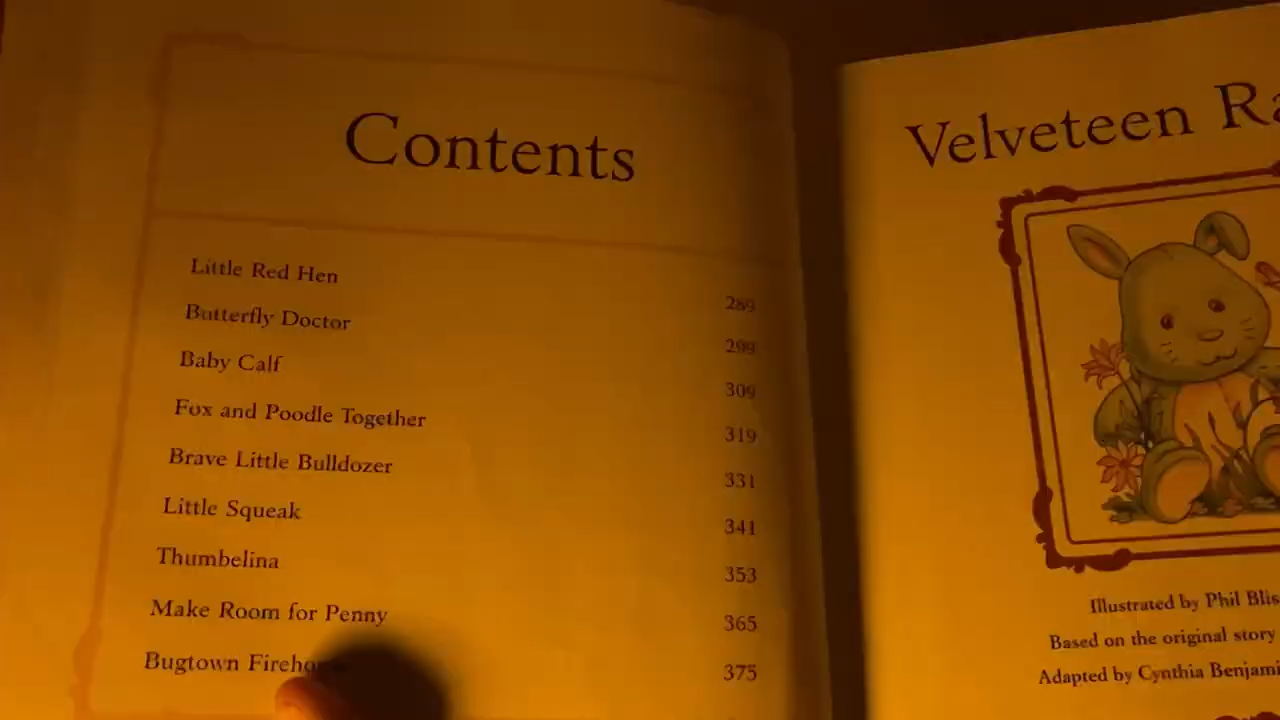 Contents
Little Red Hen 289
Butterfly Doctor 299
Baby Calf 309
Fox and Poodle Together 319
Brave Little Bulldozer 331
Little Squeak 341
Thumbelina 353
Make Room for Penny 365
Bugtown 375
Velveteen
Illustrated by Phil
Based on the original story
Adapted by Cynthia